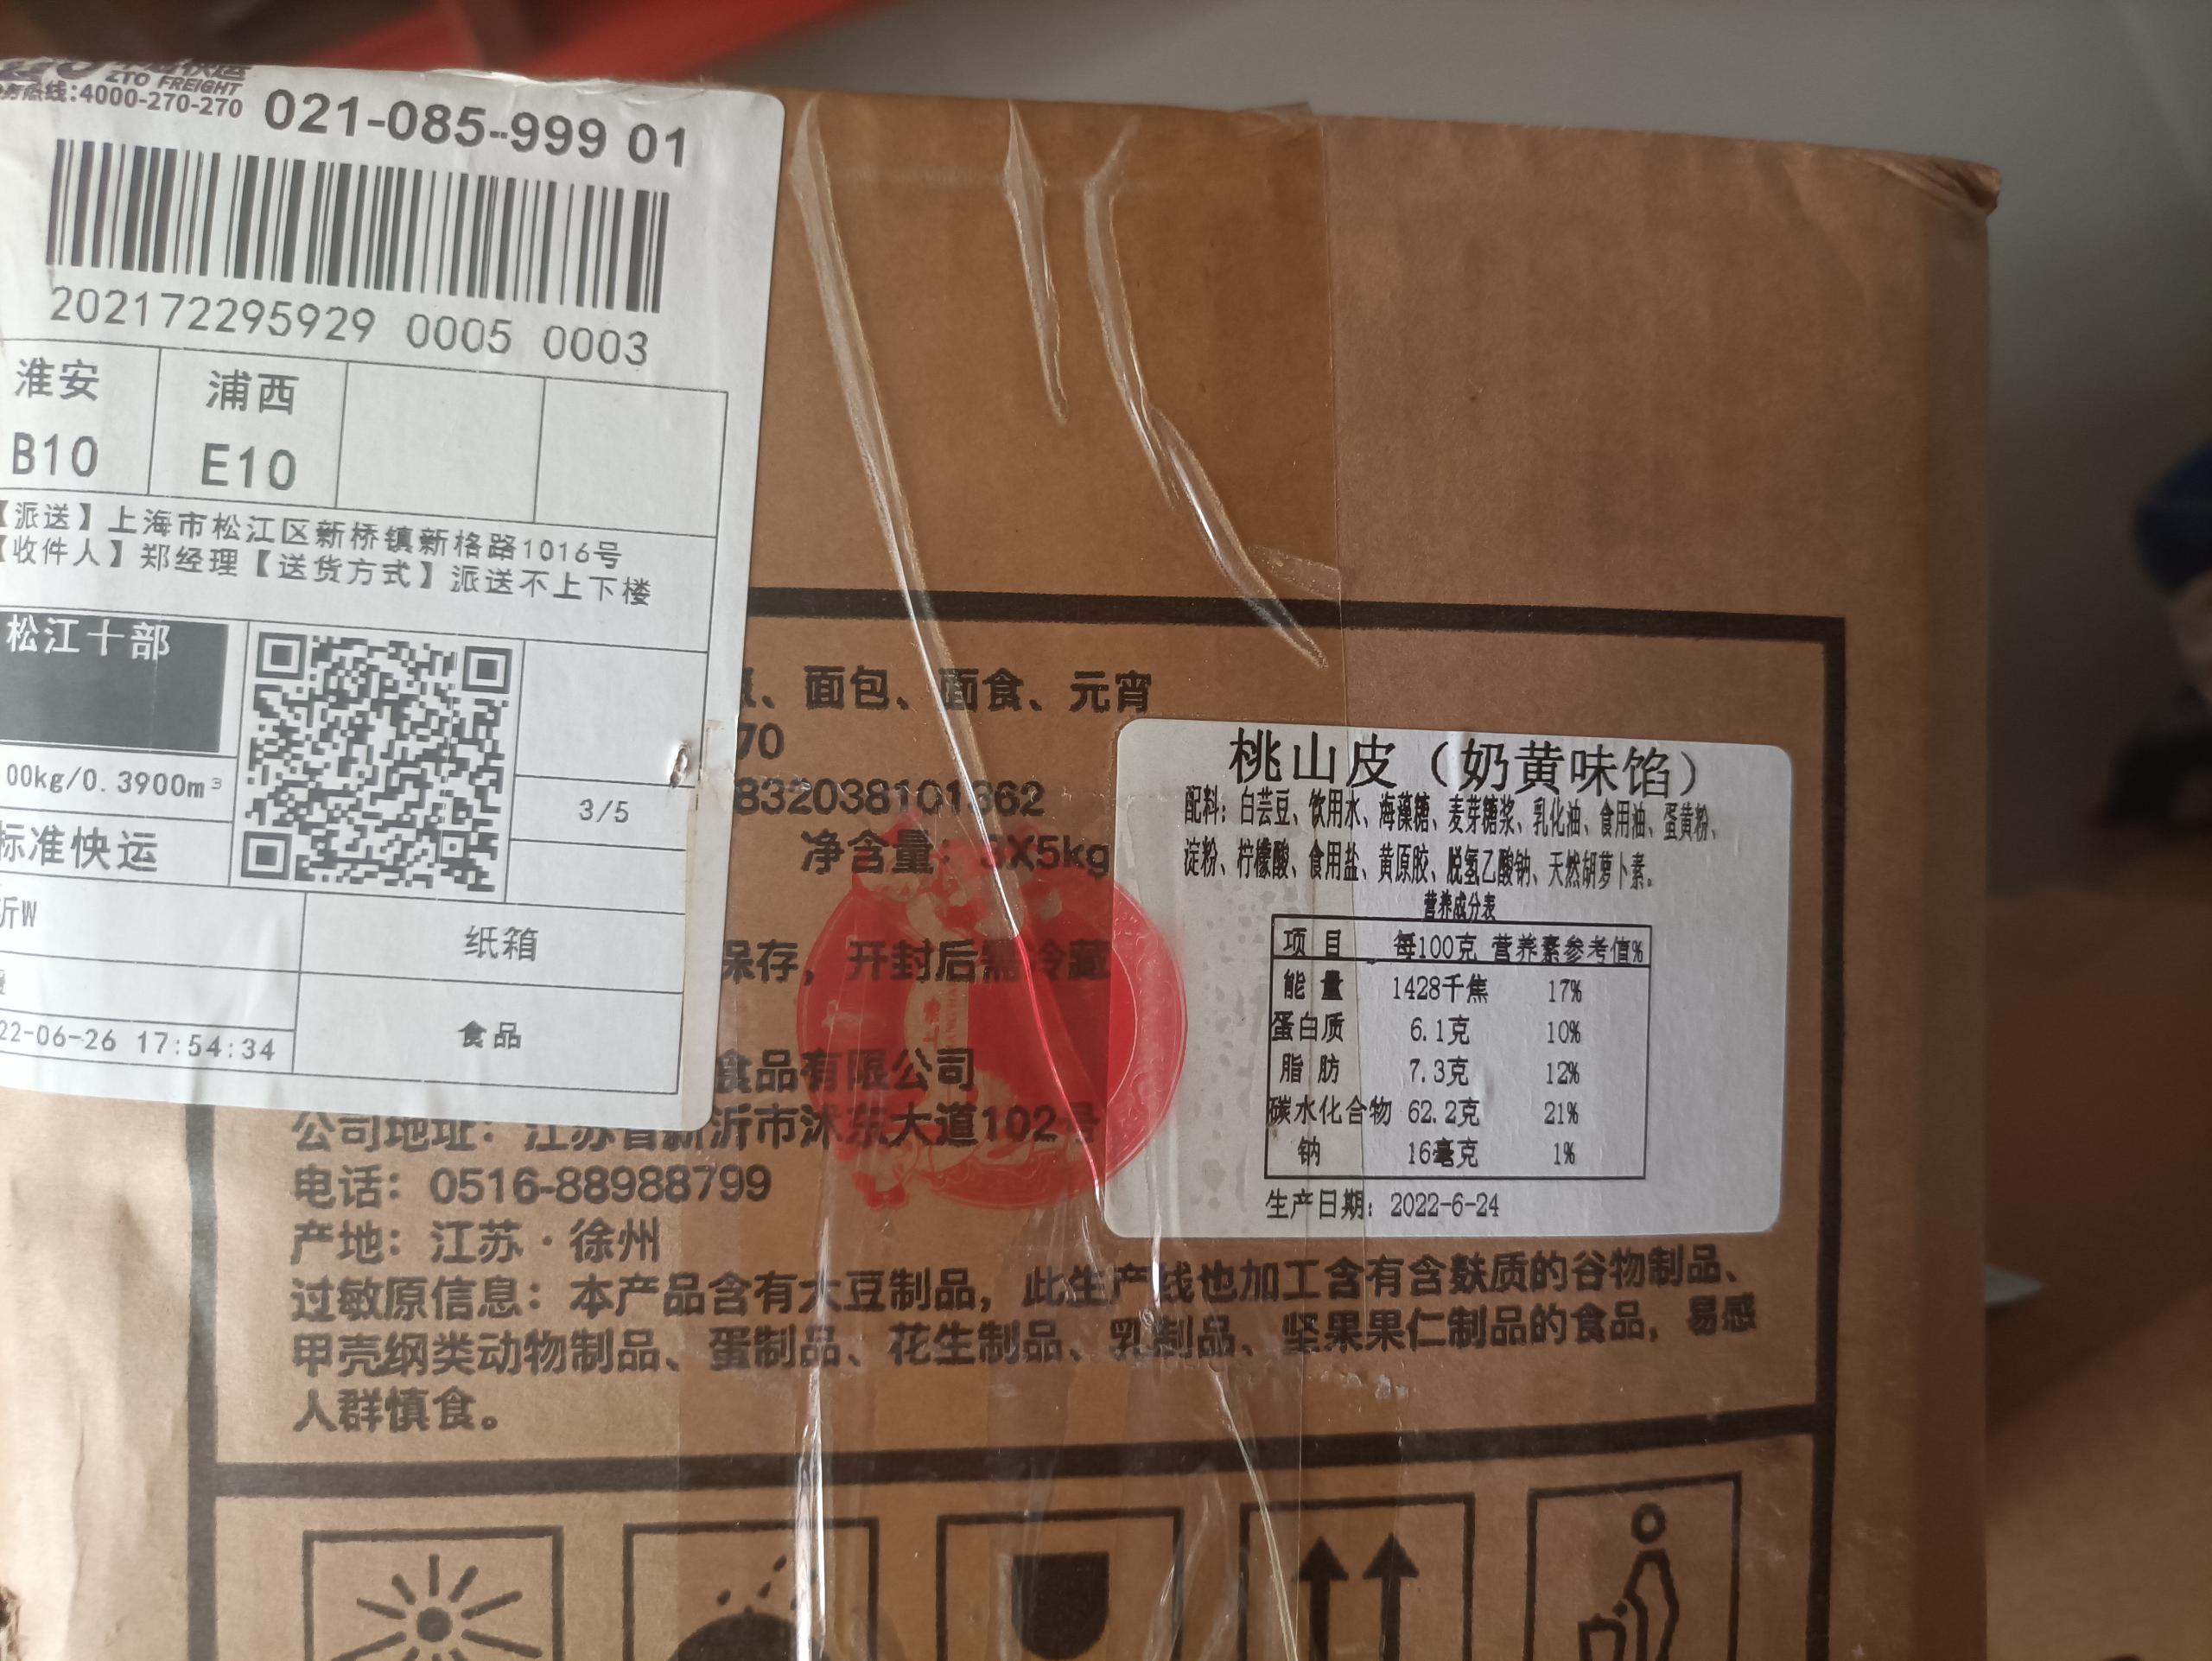 ZTO FREIGHT
热线:4000-270-270
021-085-999 01
202172295929 0005 0003
淮安
浦西
B10
E10
【派送】上海市松江区新桥镇新格路1016号
【收件人】郑经理【送货方式】派送不上下楼
松江十部
00kg/0.3900m³
3/5
标准快运
沂W
纸箱
22-06-26 17:54:34
食品
、面包、面食、元宵
70
净含量: X5kg
保存，开封后需冷藏
食品有限公司
公司地址：江苏省新沂市沭东大道102号
电话：0516-88988799
产地：江苏·徐州
过敏原信息：本产品含有大豆制品，此生产线也加工含有含麸质的谷物制品、
甲壳纲类动物制品、蛋制品、花生制品、乳制品、坚果果仁制品的食品，易感
人群慎食。
桃山皮（奶黄味馅）
配料：白芸豆、饮用水、海藻糖、麦芽糖浆、乳化油、食用油、蛋黄粉、
淀粉、柠檬酸、食用盐、黄原胶、脱氢乙酸钠、天然胡萝卜素。
营养成分表
项 目 每100克 营养素参考值%
能 量 1428千焦 17%
蛋白质 6.1克 10%
脂 肪 7.3克 12%
碳水化合物 62.2克 21%
钠 16毫克 1%
生产日期：2022-6-24